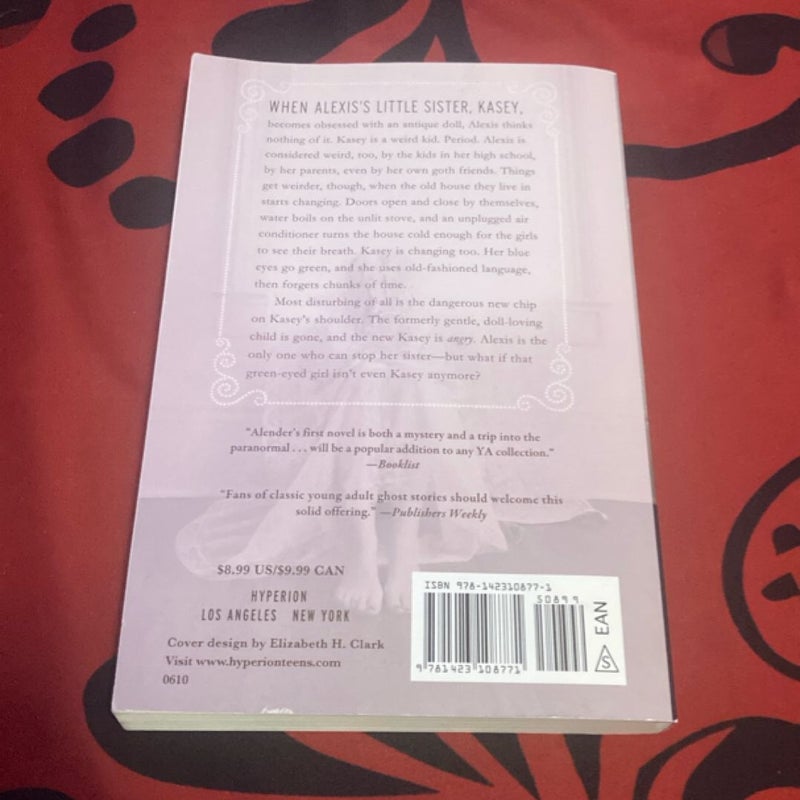 WHEN ALEXIS'S LITTLE SISTER, KASEY,
becomes obsessed with an antique doll, Alexis thinks
nothing of it. Kasey is a weird kid. Period. Alexis is
considered weird, too, by the kids in her high school,
by her parents, even by her own goth friends. Things
get weirder, though, when the old house they live in
starts changing. Doors open and close by themselves,
water boils on the unlit stove, and an unplugged air
conditioner turns the house cold enough for the girls
to see their breath. Kasey is changing too. Her blue
eyes go green, and she uses old-fashioned language,
then forgets chunks of time.
Most disturbing of all is the dangerous new chip
on Kasey's shoulder. The formerly gentle, doll-loving
child is gone, and the new Kasey is angry. Alexis is the
only one who can stop her sister—but what if that
green-eyed girl isn't even Kasey anymore?
"Alender's first novel is both a mystery and a trip into the
paranormal . . . will be a popular addition to any YA collection."
—Booklist
"Fans of classic young adult ghost stories should welcome this
solid offering." —Publishers Weekly
$8.99 US/$9.99 CAN
HYPERION
LOS ANGELES NEW YORK
Cover design by Elizabeth H. Clark
Visit www.hyperionteens.com
0610
ISBN 978-142310877-1
50899
9 781423 108771
EAN
S